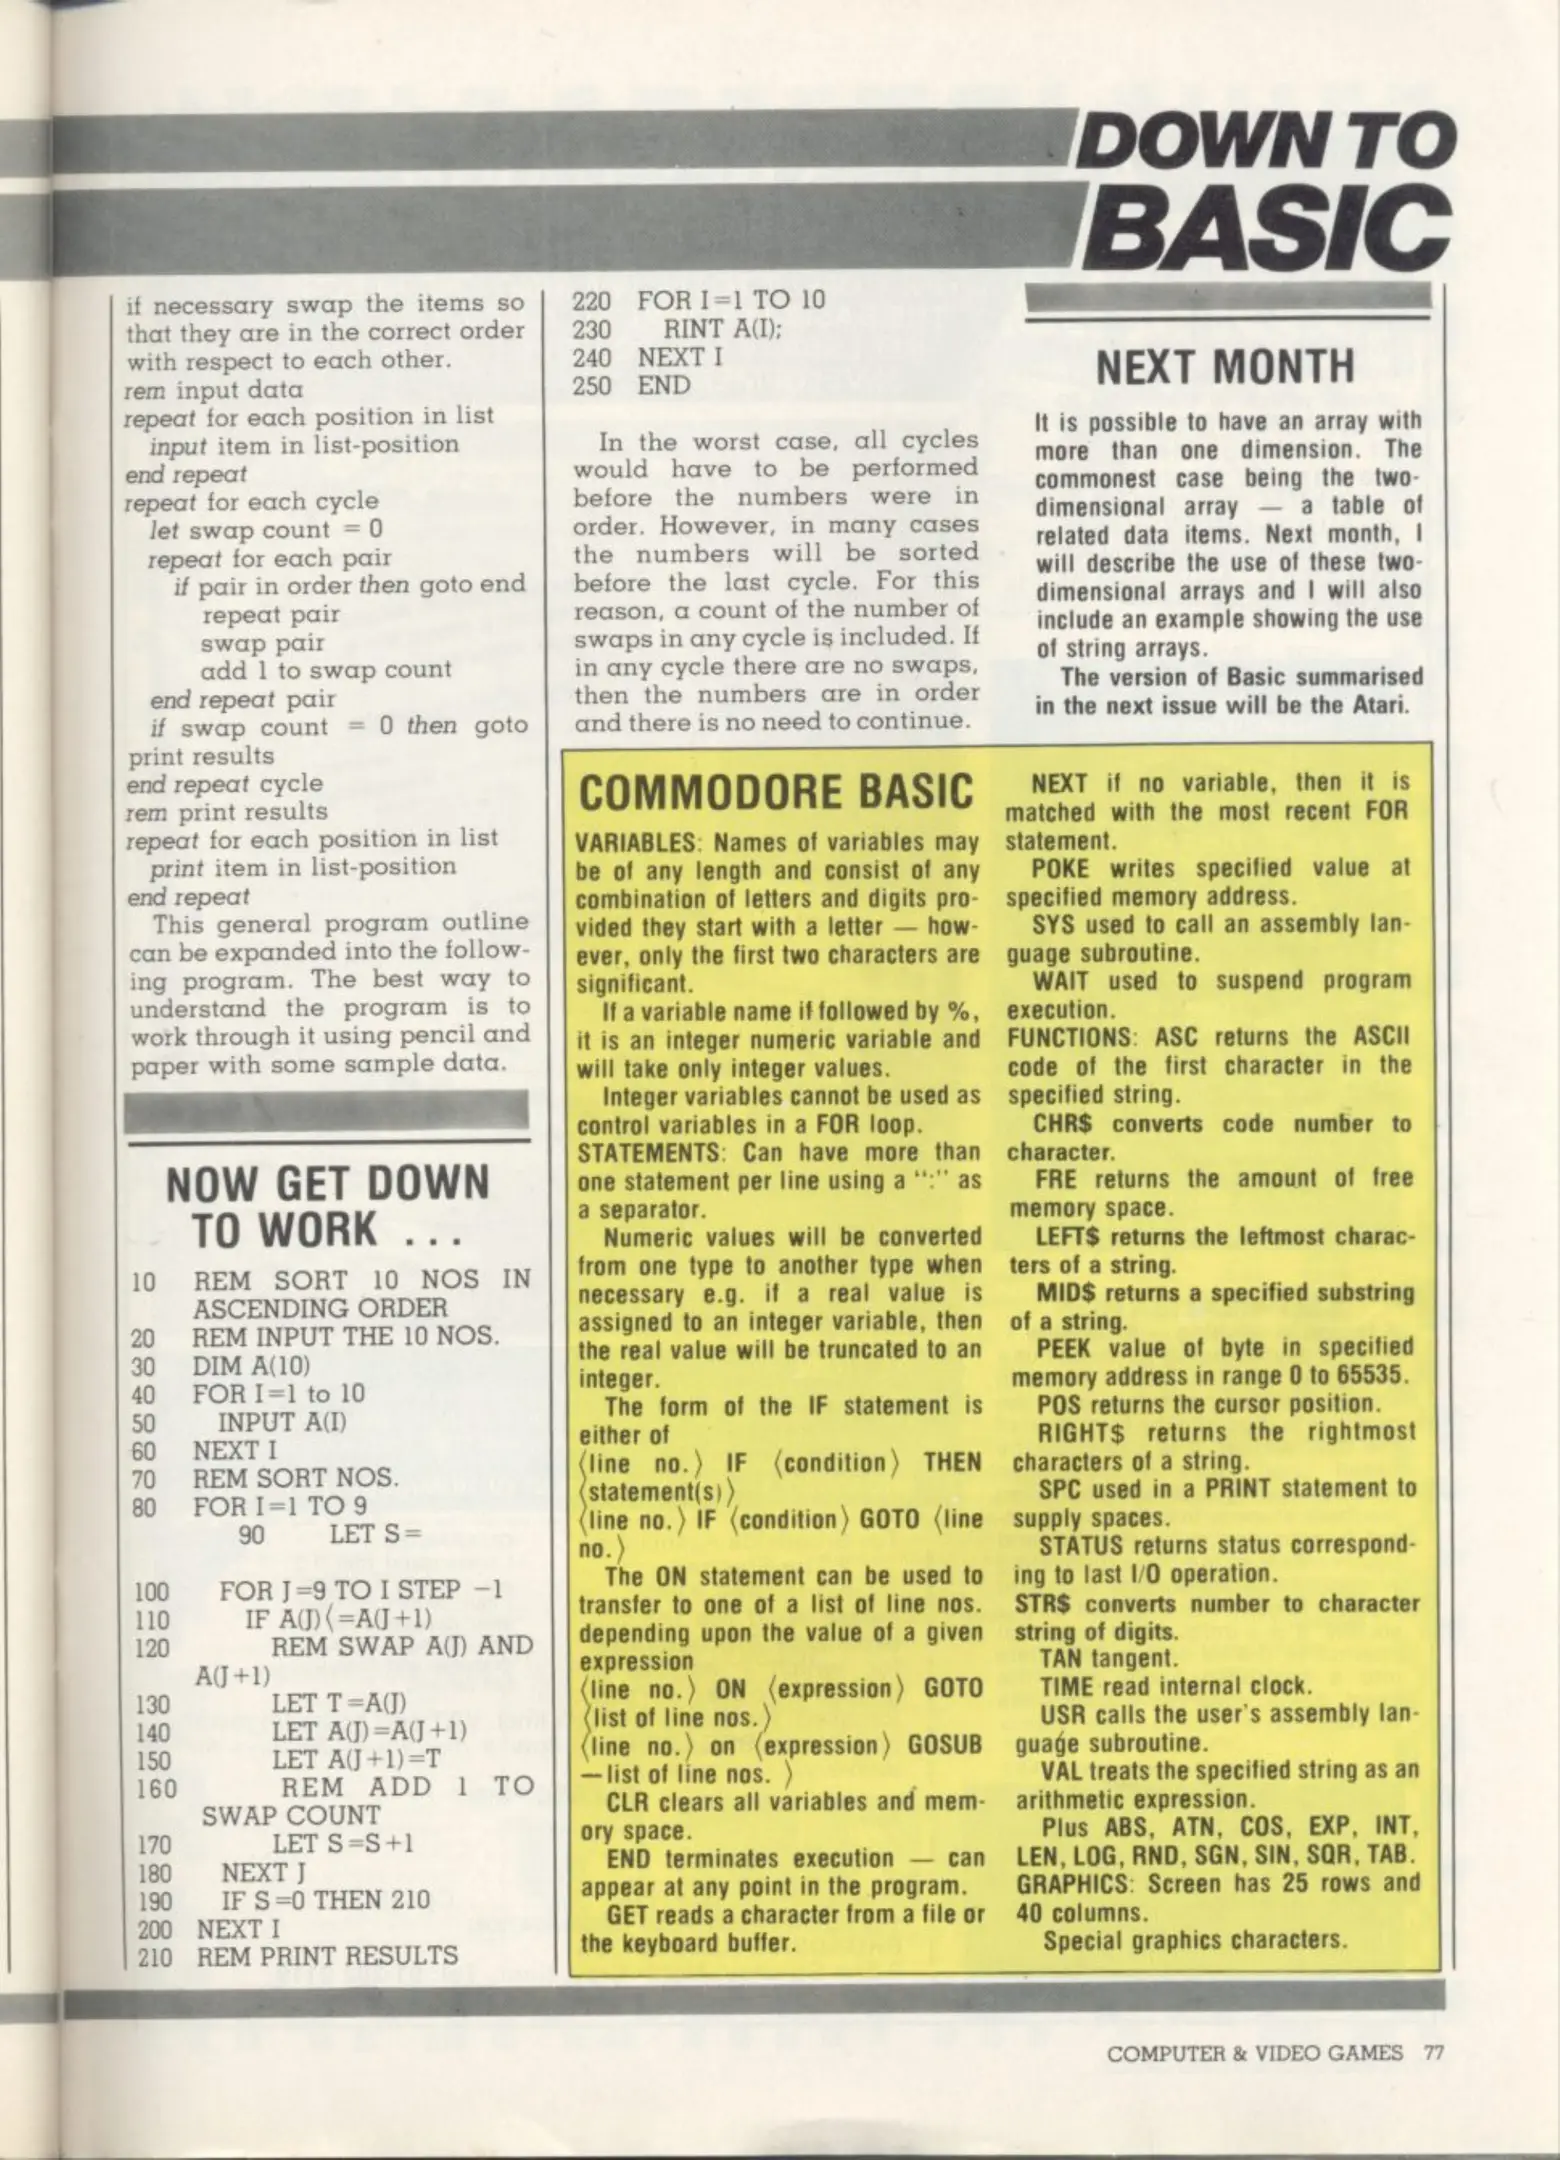 DOWN TO
BASIC
if necessary swap the items so
that they are in the correct order
with respect to each other.
rem input data
repeat for each position in list
input item in list-position
end repeat
repeat for each cycle
let swap count = 0
repeat for each pair
if pair in order then goto end
repeat pair
swap pair
add 1 to swap count
end repeat pair
if swap count = 0 then goto
print results
end repeat cycle
rem print results
repeat for each position in list
print item in list-position
end repeat
This general program outline
can be expanded into the follow-
ing program. The best way to
understand the program is to
work through it using pencil and
paper with some sample data.
NOW GET DOWN
TO WORK ...
10 REM SORT 10 NOS IN
ASCENDING ORDER
20 REM INPUT THE 10 NOS.
30 DIM A(10)
40 FOR I=1 to 10
50 INPUT A(I)
60 NEXT I
70 REM SORT NOS.
80 FOR I=1 TO 9
90 LET S=
100 FOR J=9 TO I STEP -1
110 IF A(J)⟨=A(J+1)
120 REM SWAP A(J) AND
A(J+1)
130 LET T=A(J)
140 LET A(J)=A(J+1)
150 LET A(J+1)=T
160 REM ADD 1 TO
SWAP COUNT
170 LET S=S+1
180 NEXT J
190 IF S=0 THEN 210
200 NEXT I
210 REM PRINT RESULTS
220 FOR I=1 TO 10
230 RINT A(I);
240 NEXT I
250 END
In the worst case, all cycles
would have to be performed
before the numbers were in
order. However, in many cases
the numbers will be sorted
before the last cycle. For this
reason, a count of the number of
swaps in any cycle is included. If
in any cycle there are no swaps,
then the numbers are in order
and there is no need to continue.
NEXT MONTH
It is possible to have an array with
more than one dimension. The
commonest case being the two-
dimensional array — a table of
related data items. Next month, I
will describe the use of these two-
dimensional arrays and I will also
include an example showing the use
of string arrays.
The version of Basic summarised
in the next issue will be the Atari.
COMMODORE BASIC
VARIABLES: Names of variables may
be of any length and consist of any
combination of letters and digits pro-
vided they start with a letter — how-
ever, only the first two characters are
significant.
If a variable name if followed by %,
it is an integer numeric variable and
will take only integer values.
Integer variables cannot be used as
control variables in a FOR loop.
STATEMENTS: Can have more than
one statement per line using a ":" as
a separator.
Numeric values will be converted
from one type to another type when
necessary e.g. if a real value is
assigned to an integer variable, then
the real value will be truncated to an
integer.
The form of the IF statement is
either of
⟨line no.⟩ IF ⟨condition⟩ THEN
⟨statement(s)⟩
⟨line no.⟩ IF ⟨condition⟩ GOTO ⟨line
no.⟩
The ON statement can be used to
transfer to one of a list of line nos.
depending upon the value of a given
expression
⟨line no.⟩ ON ⟨expression⟩ GOTO
⟨list of line nos.⟩
⟨line no.⟩ on ⟨expression⟩ GOSUB
—list of line nos. ⟩
CLR clears all variables and mem-
ory space.
END terminates execution — can
appear at any point in the program.
GET reads a character from a file or
the keyboard buffer.
NEXT if no variable, then it is
matched with the most recent FOR
statement.
POKE writes specified value at
specified memory address.
SYS used to call an assembly lan-
guage subroutine.
WAIT used to suspend program
execution.
FUNCTIONS: ASC returns the ASCII
code of the first character in the
specified string.
CHR$ converts code number to
character.
FRE returns the amount of free
memory space.
LEFT$ returns the leftmost charac-
ters of a string.
MID$ returns a specified substring
of a string.
PEEK value of byte in specified
memory address in range 0 to 65535.
POS returns the cursor position.
RIGHT$ returns the rightmost
characters of a string.
SPC used in a PRINT statement to
supply spaces.
STATUS returns status correspond-
ing to last I/O operation.
STR$ converts number to character
string of digits.
TAN tangent.
TIME read internal clock.
USR calls the user's assembly lan-
guage subroutine.
VAL treats the specified string as an
arithmetic expression.
Plus ABS, ATN, COS, EXP, INT,
LEN, LOG, RND, SGN, SIN, SQR, TAB.
GRAPHICS: Screen has 25 rows and
40 columns.
Special graphics characters.
COMPUTER & VIDEO GAMES 77